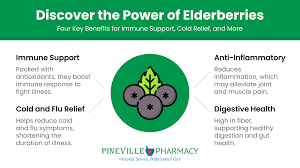 Discover the Power of Elderberries
Four Key Benefits for Immune Support, Cold Relief, and More
Immune Support
Packed with
antioxidants, they boost
immune response to
fight illness.
Cold and Flu Relief
Helps reduce cold
and flu symptoms,
shortening the
duration of illness.
Anti-Inflammatory
Reduces
inflammation, which
may alleviate joint
and muscle pain.
Digestive Health
High in fiber,
supporting healthy
digestion and gut
health.
PINEVILLE PHARMACY
Personal Service, Professional Care